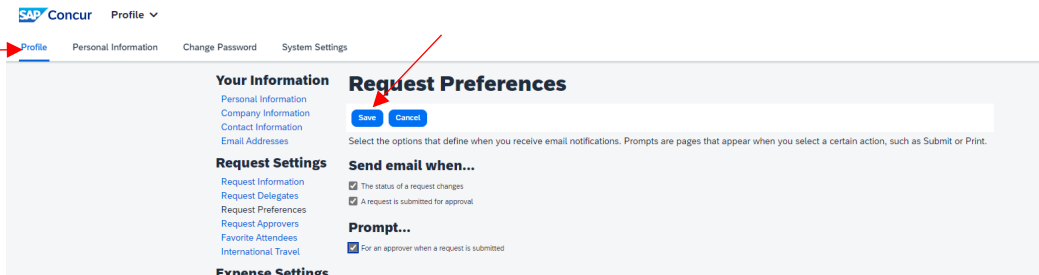 SAP Concur Profile
Profile Personal Information Change Password System Settings
Your Information
Personal Information
Company Information
Contact Information
Email Addresses
Request Settings
Request Information
Request Delegates
Request Preferences
Request Approvers
Favorite Attendees
International Travel
Expense Settings
Request Preferences
Save Cancel
Select the options that define when you receive email notifications. Prompts are pages that appear when you select a certain action, such as Submit or Print.
Send email when...
The status of a request changes
A request is submitted for approval
Prompt...
For an approver when a request is submitted